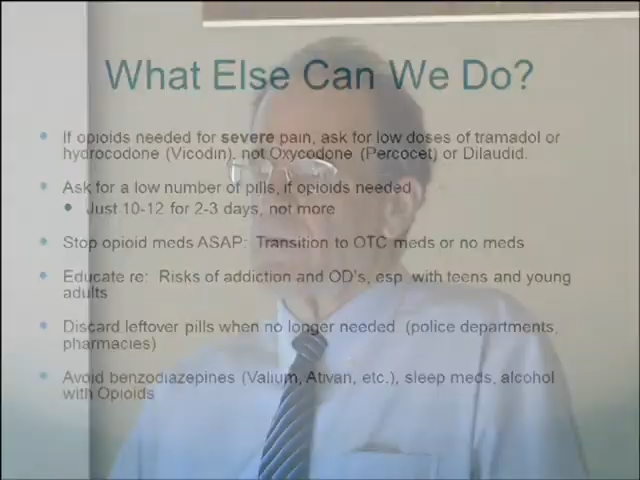 What Else Can We Do?
If opioids needed for severe pain, ask for low doses of tramadol or
hydrocodone (Vicodin), not Oxycodone (Percocet) or Dilaudid.
Ask for a low number of pills, if opioids needed
Just 10-12 for 2-3 days, not more
Stop opioid meds ASAP: Transition to OTC meds or no meds
Educate re: Risks of addiction and OD's, esp with teens and young
adults
Discard leftover pills when no longer needed (police departments,
pharmacies)
Avoid benzodiazepines (Valium, Ativan, etc.), sleep meds, alcohol
with Opioids